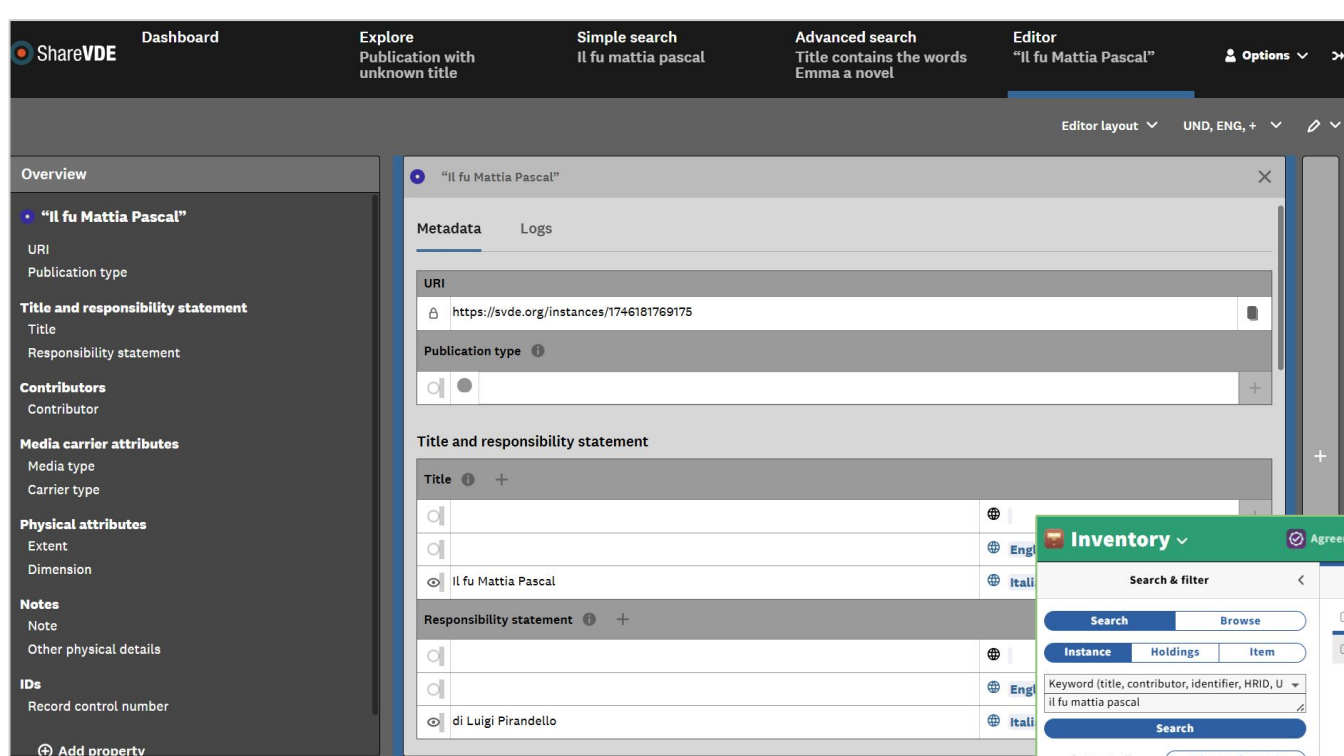 ShareVDE
Dashboard
Explore
Publication with
unknown title
Simple search
Il fu mattia pascal
Advanced search
Title contains the words
Emma a novel
Editor
“Il Fu Mattia Pascal”
Options
Editor layout
UND, ENG, +
Overview
“Il fu Mattia Pascal”
URI
Publication type
Title and responsibility statement
Title
Responsibility statement
Contributors
Contributor
Media carrier attributes
Media type
Carrier type
Physical attributes
Extent
Dimension
Notes
Note
Other physical details
IDs
Record control number
Add property
“Il fu Mattia Pascal”
Metadata Logs
URI
https://svde.org/instances/1746181769175
Publication type
Title and responsibility statement
Title
Engl
Il fu Mattia Pascal Itali
Responsibility statement
Engl
di Luigi Pirandello Itali
Inventory
Agree
Search & filter
Search Browse
Instance Holdings Item
Keyword (title, contributor, identifier, HRID, U
il fu mattia pascal
Search